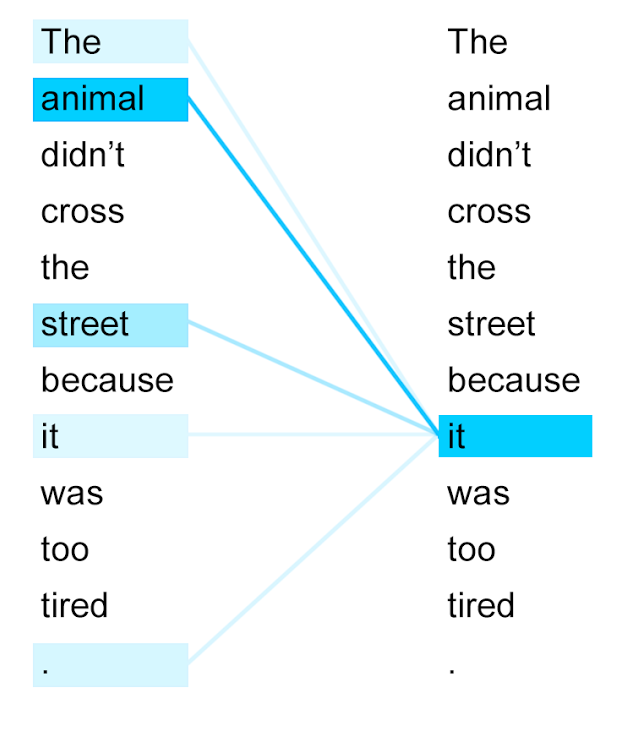 The
animal
didn’t
cross
the
street
because
it
was
too
tired
.
The
animal
didn’t
cross
the
street
because
it
was
too
tired
.